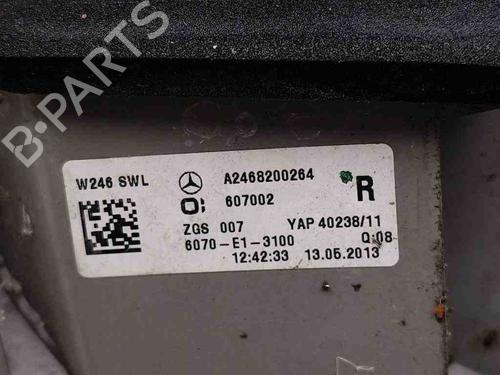 B-PARTS
W246 SWL A2468200264
607002 R
ZGS 007 YAP 40238/11
6070-E1-3100 Q:08
12:42:33 13.05.2013